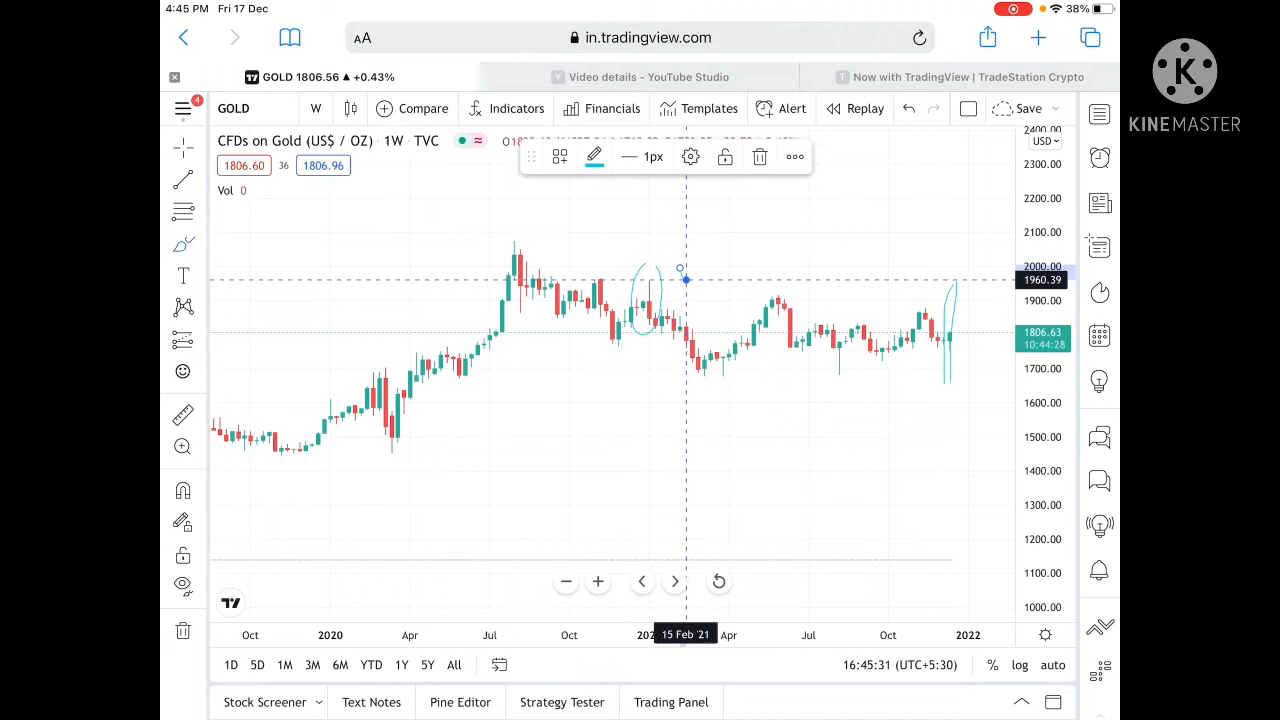 4:45 PM Fri 17 Dec
38%
AA
in.tradingview.com
GOLD 1806.56 ▲ +0.43%
Y Video details - YouTube Studio
T Now with TradingView | TradeStation Crypto
K
KINEMASTER
4
GOLD
W
Compare
Indicators
Financials
Templates
Alert
Replay
Save
CFDs on Gold (US$ / OZ) · 1W · TVC
1806.60
36
1806.96
1px
Vol 0
2400.00
USD
2300.00
2200.00
2100.00
2000.00
1960.39
1900.00
1806.63
10:44:28
1700.00
1600.00
1500.00
1400.00
1300.00
1200.00
1100.00
1000.00
Oct
2020
Apr
Jul
Oct
15 Feb '21
Apr
Jul
Oct
2022
1D
5D
1M
3M
6M
YTD
1Y
5Y
All
16:45:31 (UTC+5:30)
%
log
auto
Stock Screener
Text Notes
Pine Editor
Strategy Tester
Trading Panel